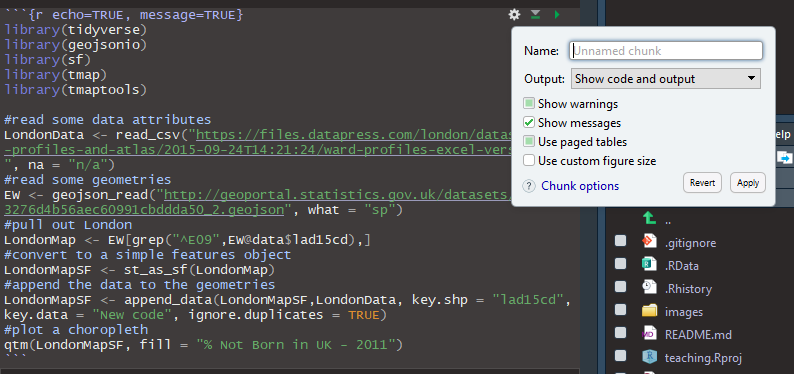 ```{r echo=TRUE, message=TRUE}
library(tidyverse)
library(geojsonio)
library(sf)
library(tmap)
library(tmaptools)
#read some data attributes
LondonData <- read_csv("https://files.datapress.com/london/datas
-profiles-and-atlas/2015-09-24T14:21:24/ward-profiles-excel-vers
", na = "n/a")
#read some geometries
EW <- geojson_read("http://geoportal.statistics.gov.uk/datasets/
3276d4b56aec60991cbddda50_2.geojson", what = "sp")
#pull out London
LondonMap <- EW[grep("^E09",EW@data$lad15cd),]
#convert to a simple features object
LondonMapSF <- st_as_sf(LondonMap)
#append the data to the geometries
LondonMapSF <- append_data(LondonMapSF,LondonData, key.shp = "lad15cd",
key.data = "New code", ignore.duplicates = TRUE)
#plot a choropleth
qtm(LondonMapSF, fill = "% Not Born in UK - 2011")
```
Name: Unnamed chunk
Output: Show code and output
Show warnings
Show messages
Use paged tables
Use custom figure size
? Chunk options Revert Apply
elp
..
.gitignore
.RData
.Rhistory
images
README.md
teaching.Rproj